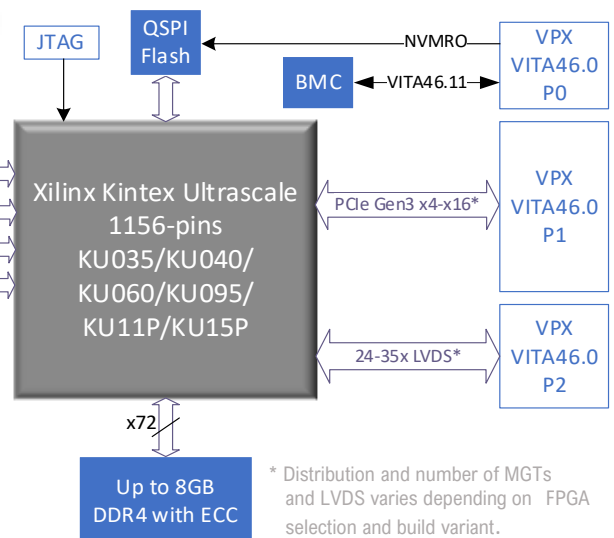 JTAG
QSPI
Flash
NVMRO
BMC
VITA46.11
VPX
VITA46.0
P0
Xilinx Kintex Ultrascale
1156-pins
KU035/KU040/
KU060/KU095/
KU11P/KU15P
PCIe Gen3 x4-x16*
VPX
VITA46.0
P1
24-35x LVDS*
VPX
VITA46.0
P2
x72
Up to 8GB
DDR4 with ECC
* Distribution and number of MGTs
and LVDS varies depending on FPGA
selection and build variant.